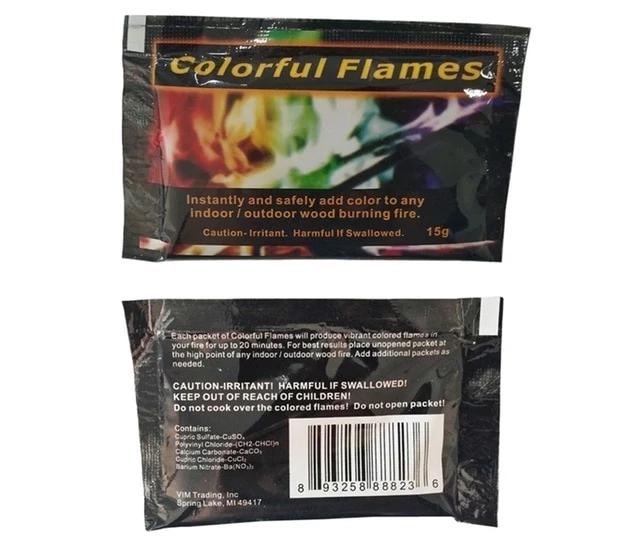 Colorful Flames
Instantly and safely add color to any
indoor / outdoor wood burning fire.
Caution- Irritant. Harmful If Swallowed. 15g
Each packet of Colorful Flames will produce vibrant colored flames in
your fire for up to 20 minutes. For best results place unopened packet at
the high point of any indoor / outdoor wood fire. Add additional packets as
needed.
CAUTION-IRRITANT! HARMFUL IF SWALLOWED!
KEEP OUT OF REACH OF CHILDREN!
Do not cook over the colored flames! Do not open packet!
Contains:
Cupric Sulfate-CuSO₄
Polyvinyl Chloride-(CH2-CHCl)n
Calcium Carbonate-CaCO₃
Cupric Chloride-CuCl₂
Barium Nitrate-Ba(NO₃)₂
VIM Trading, Inc
Spring Lake, MI 49417
8 93258 88823 6